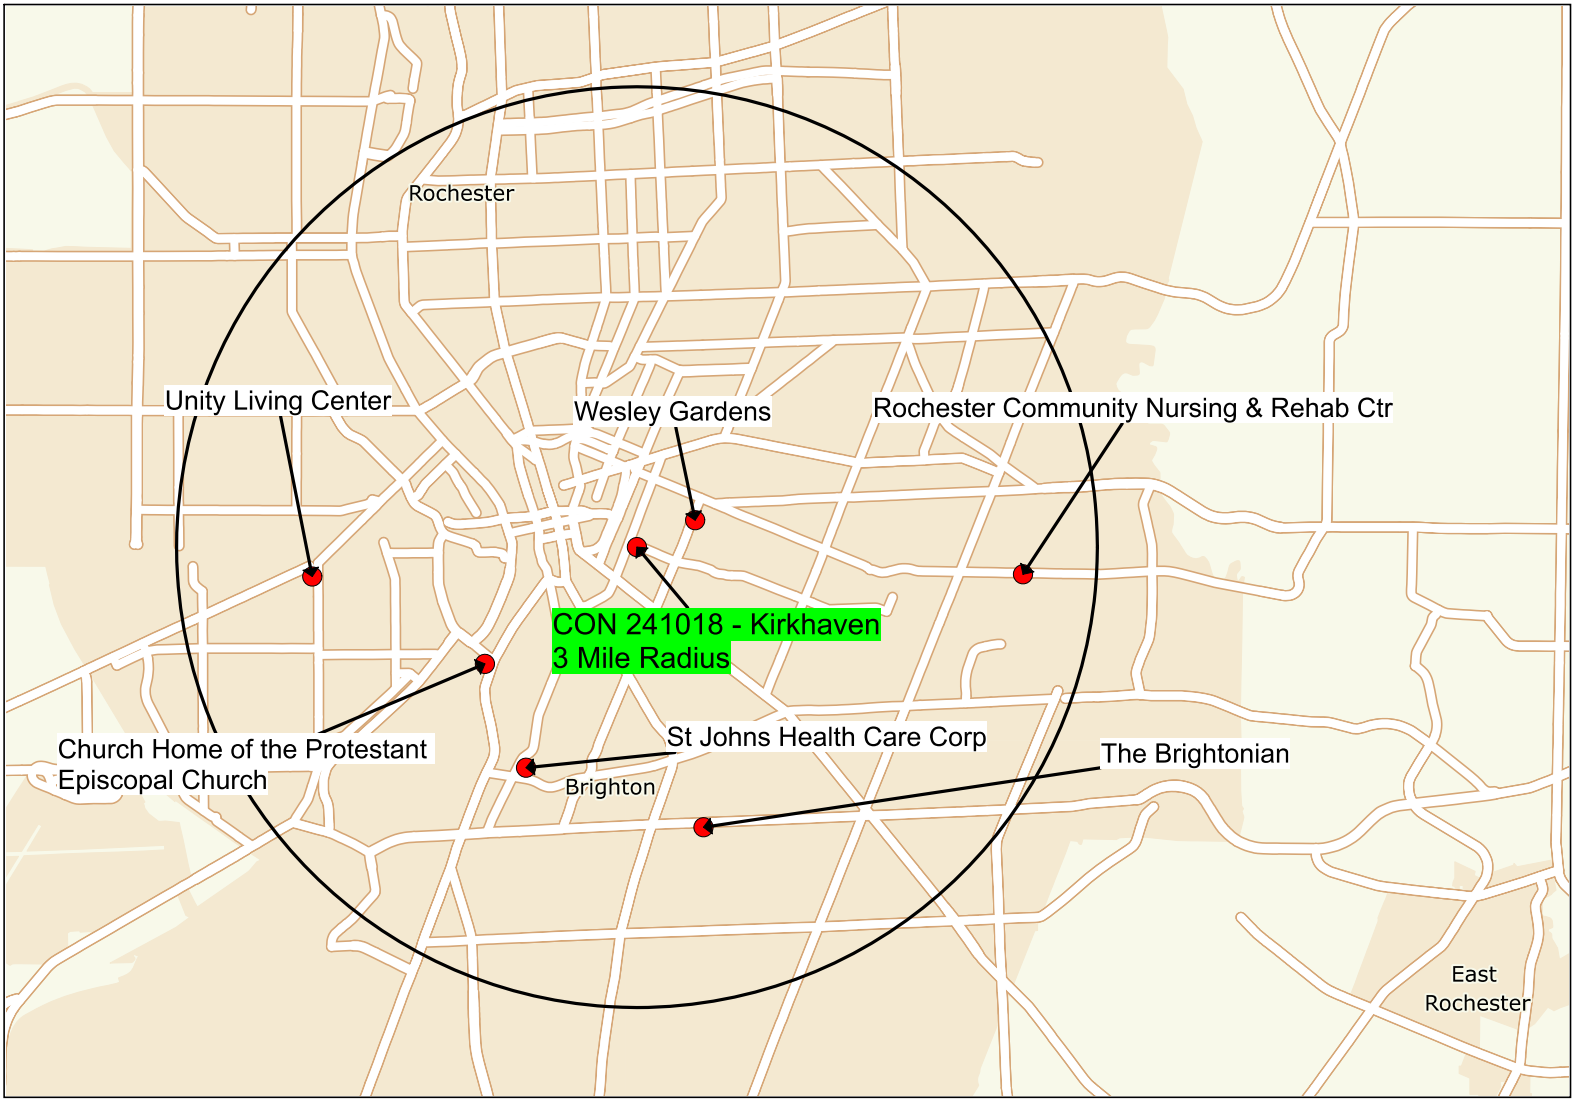 Rochester
Unity Living Center
Wesley Gardens
Rochester Community Nursing & Rehab Ctr
CON 241018 - Kirkhaven
3 Mile Radius
Church Home of the Protestant
Episcopal Church
St Johns Health Care Corp
The Brightonian
Brighton
East
Rochester